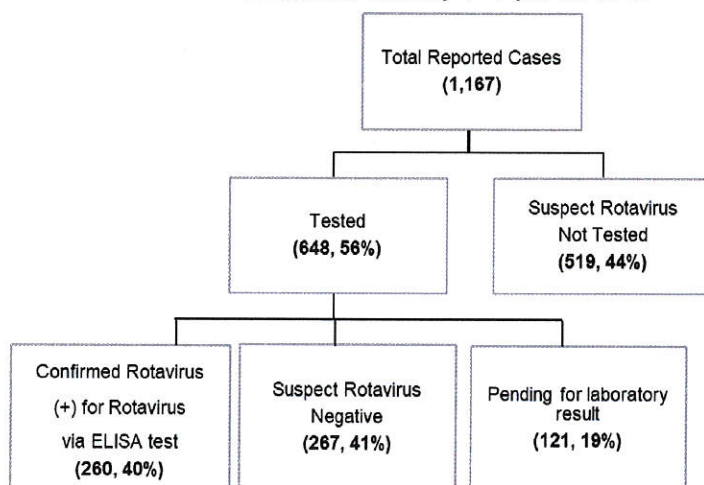 Total Reported Cases
(1,167)
Tested
(648, 56%)
Suspect Rotavirus
Not Tested
(519, 44%)
Confirmed Rotavirus
(+) for Rotavirus
via ELISA test
(260, 40%)
Suspect Rotavirus
Negative
(267, 41%)
Pending for laboratory
result
(121, 19%)